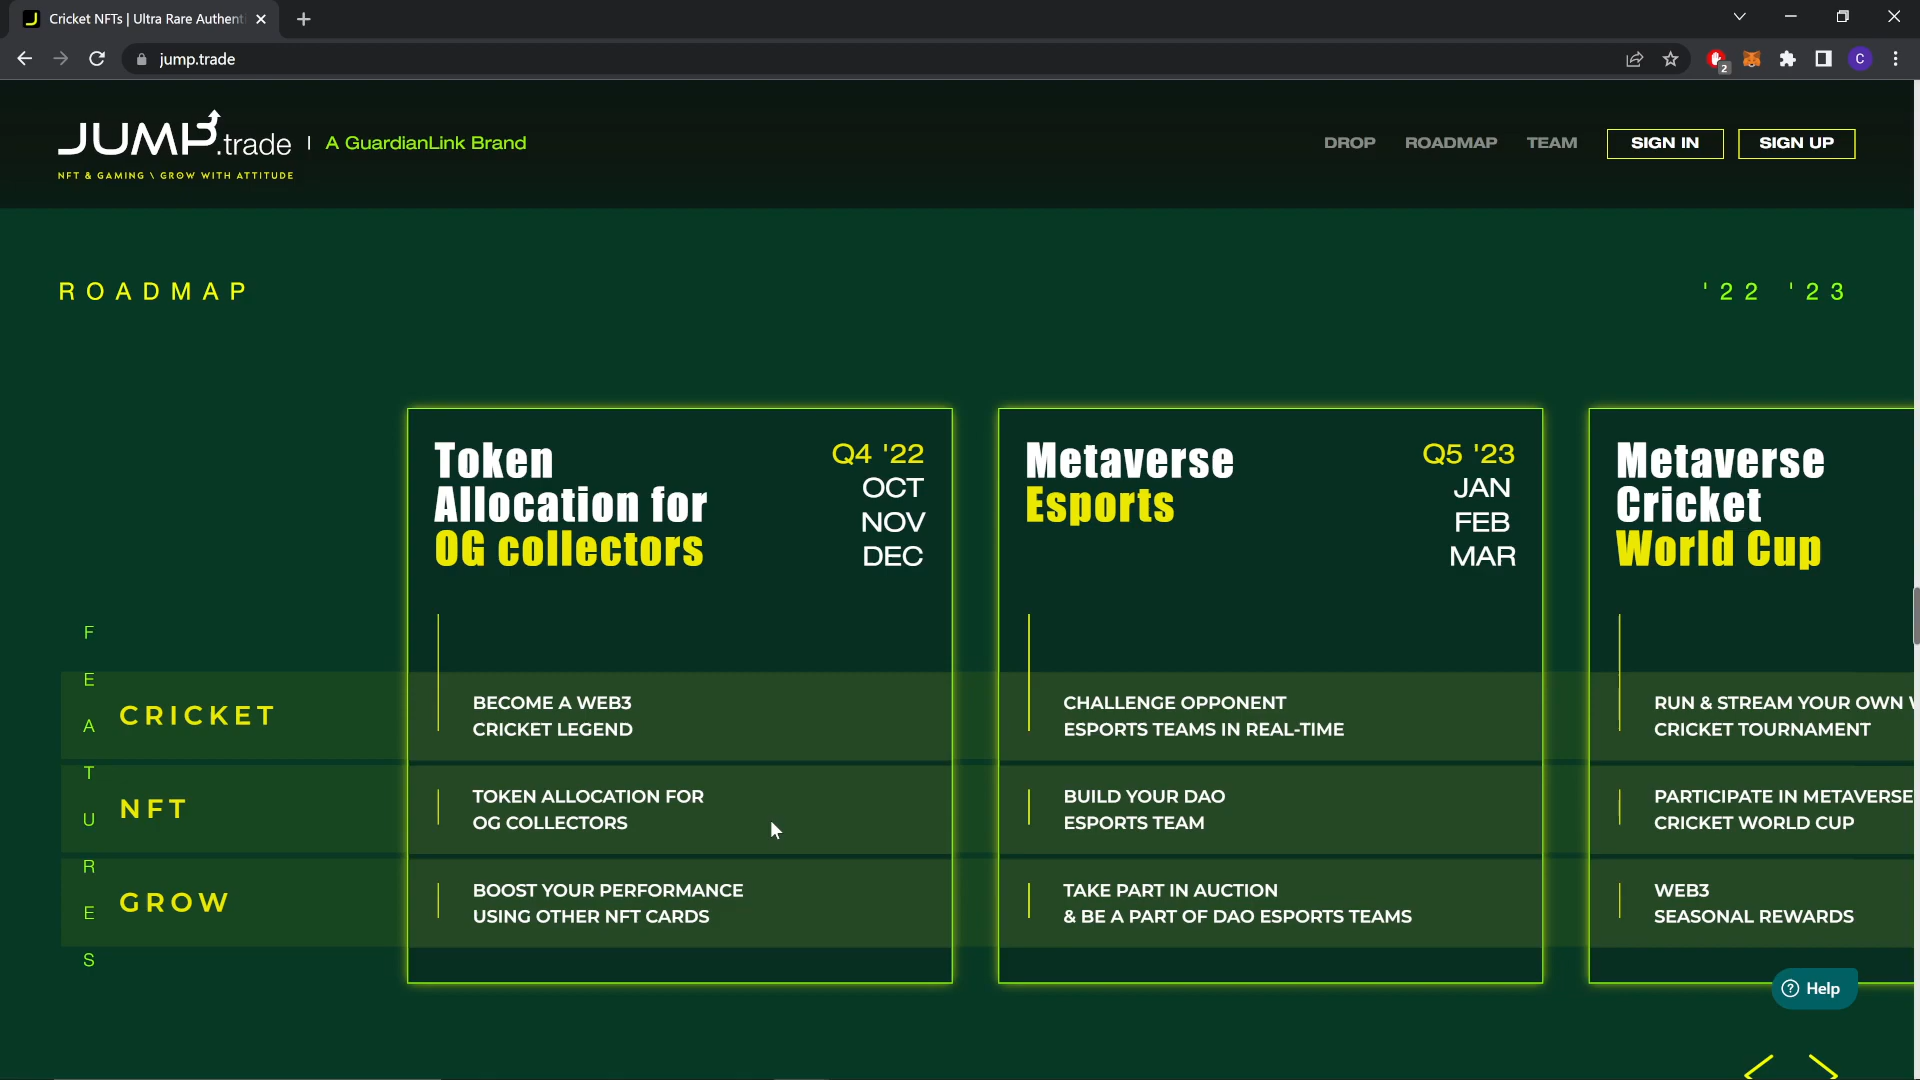 Cricket NFTs | Ultra Rare Authent
jump.trade
2
C
JUMP.trade | A GuardianLink Brand
NFT & GAMING \ GROW WITH ATTITUDE
DROP
ROADMAP
TEAM
SIGN IN
SIGN UP
ROADMAP
'22 '23
Token
Allocation for
OG collectors
Q4 '22
OCT
NOV
DEC
Metaverse
Esports
Q5 '23
JAN
FEB
MAR
Metaverse
Cricket
World Cup
FEATURES
CRICKET
BECOME A WEB3
CRICKET LEGEND
CHALLENGE OPPONENT
ESPORTS TEAMS IN REAL-TIME
RUN & STREAM YOUR OWN
CRICKET TOURNAMENT
NFT
TOKEN ALLOCATION FOR
OG COLLECTORS
BUILD YOUR DAO
ESPORTS TEAM
PARTICIPATE IN METAVERSE
CRICKET WORLD CUP
GROW
BOOST YOUR PERFORMANCE
USING OTHER NFT CARDS
TAKE PART IN AUCTION
& BE A PART OF DAO ESPORTS TEAMS
WEB3
SEASONAL REWARDS
Help